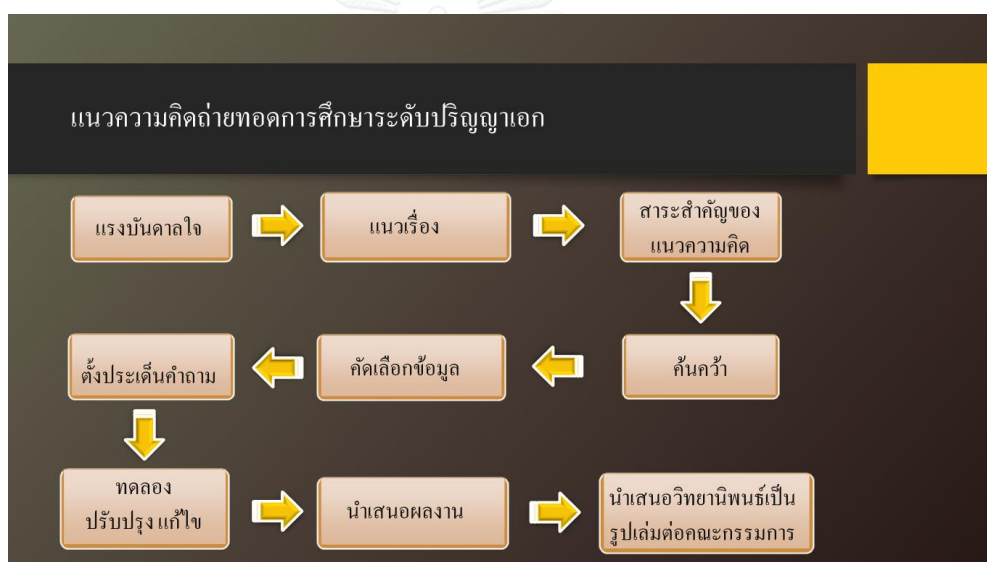 แนวความคิดถ่ายทอดการศึกษาระดับปริญญาเอก
แรงบันดาลใจ
แนวเรื่อง
สาระสำคัญของ
แนวความคิด
ค้นคว้า
คัดเลือกข้อมูล
ตั้งประเด็นคำถาม
ทดลอง
ปรับปรุง แก้ไข
นำเสนอผลงาน
นำเสนอวิทยานิพนธ์เป็น
รูปเล่มต่อคณะกรรมการ